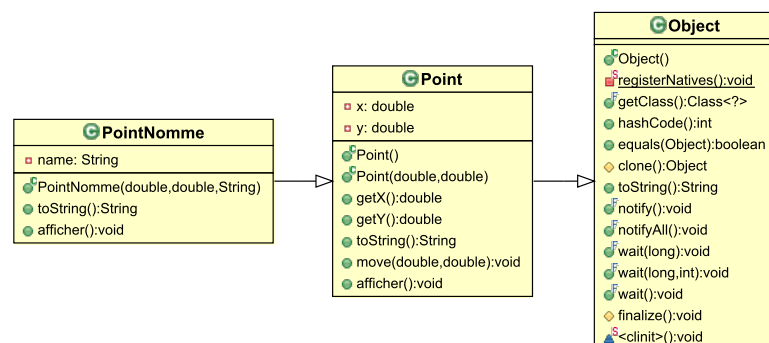 PointNomme
name: String
PointNomme(double,double,String)
toString():String
afficher():void
Point
x: double
y: double
Point()
Point(double,double)
getX():double
getY():double
toString():String
move(double,double):void
afficher():void
Object
Object()
registerNatives():void
getClass():Class<?>
hashCode():int
equals(Object):boolean
clone():Object
toString():String
notify():void
notifyAll():void
wait(long):void
wait(long,int):void
wait():void
finalize():void
<clinit>():void